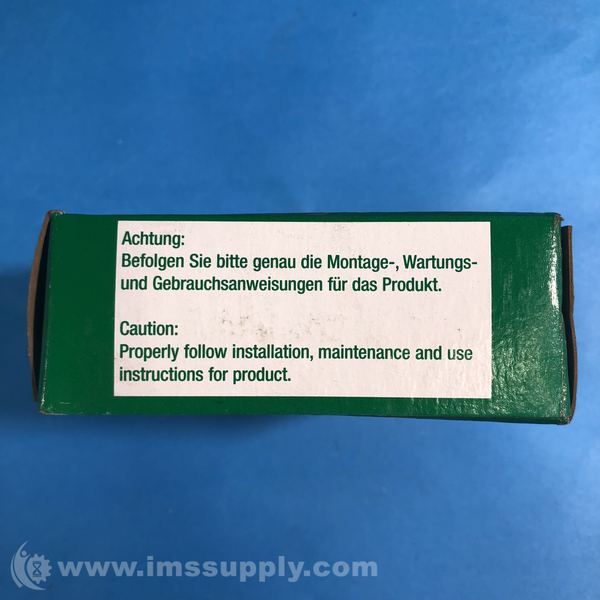 Achtung:
Befolgen Sie bitte genau die Montage-, Wartungs-
und Gebrauchsanweisungen für das Produkt.
Caution:
Properly follow installation, maintenance and use
instructions for product.
www.imssupply.com